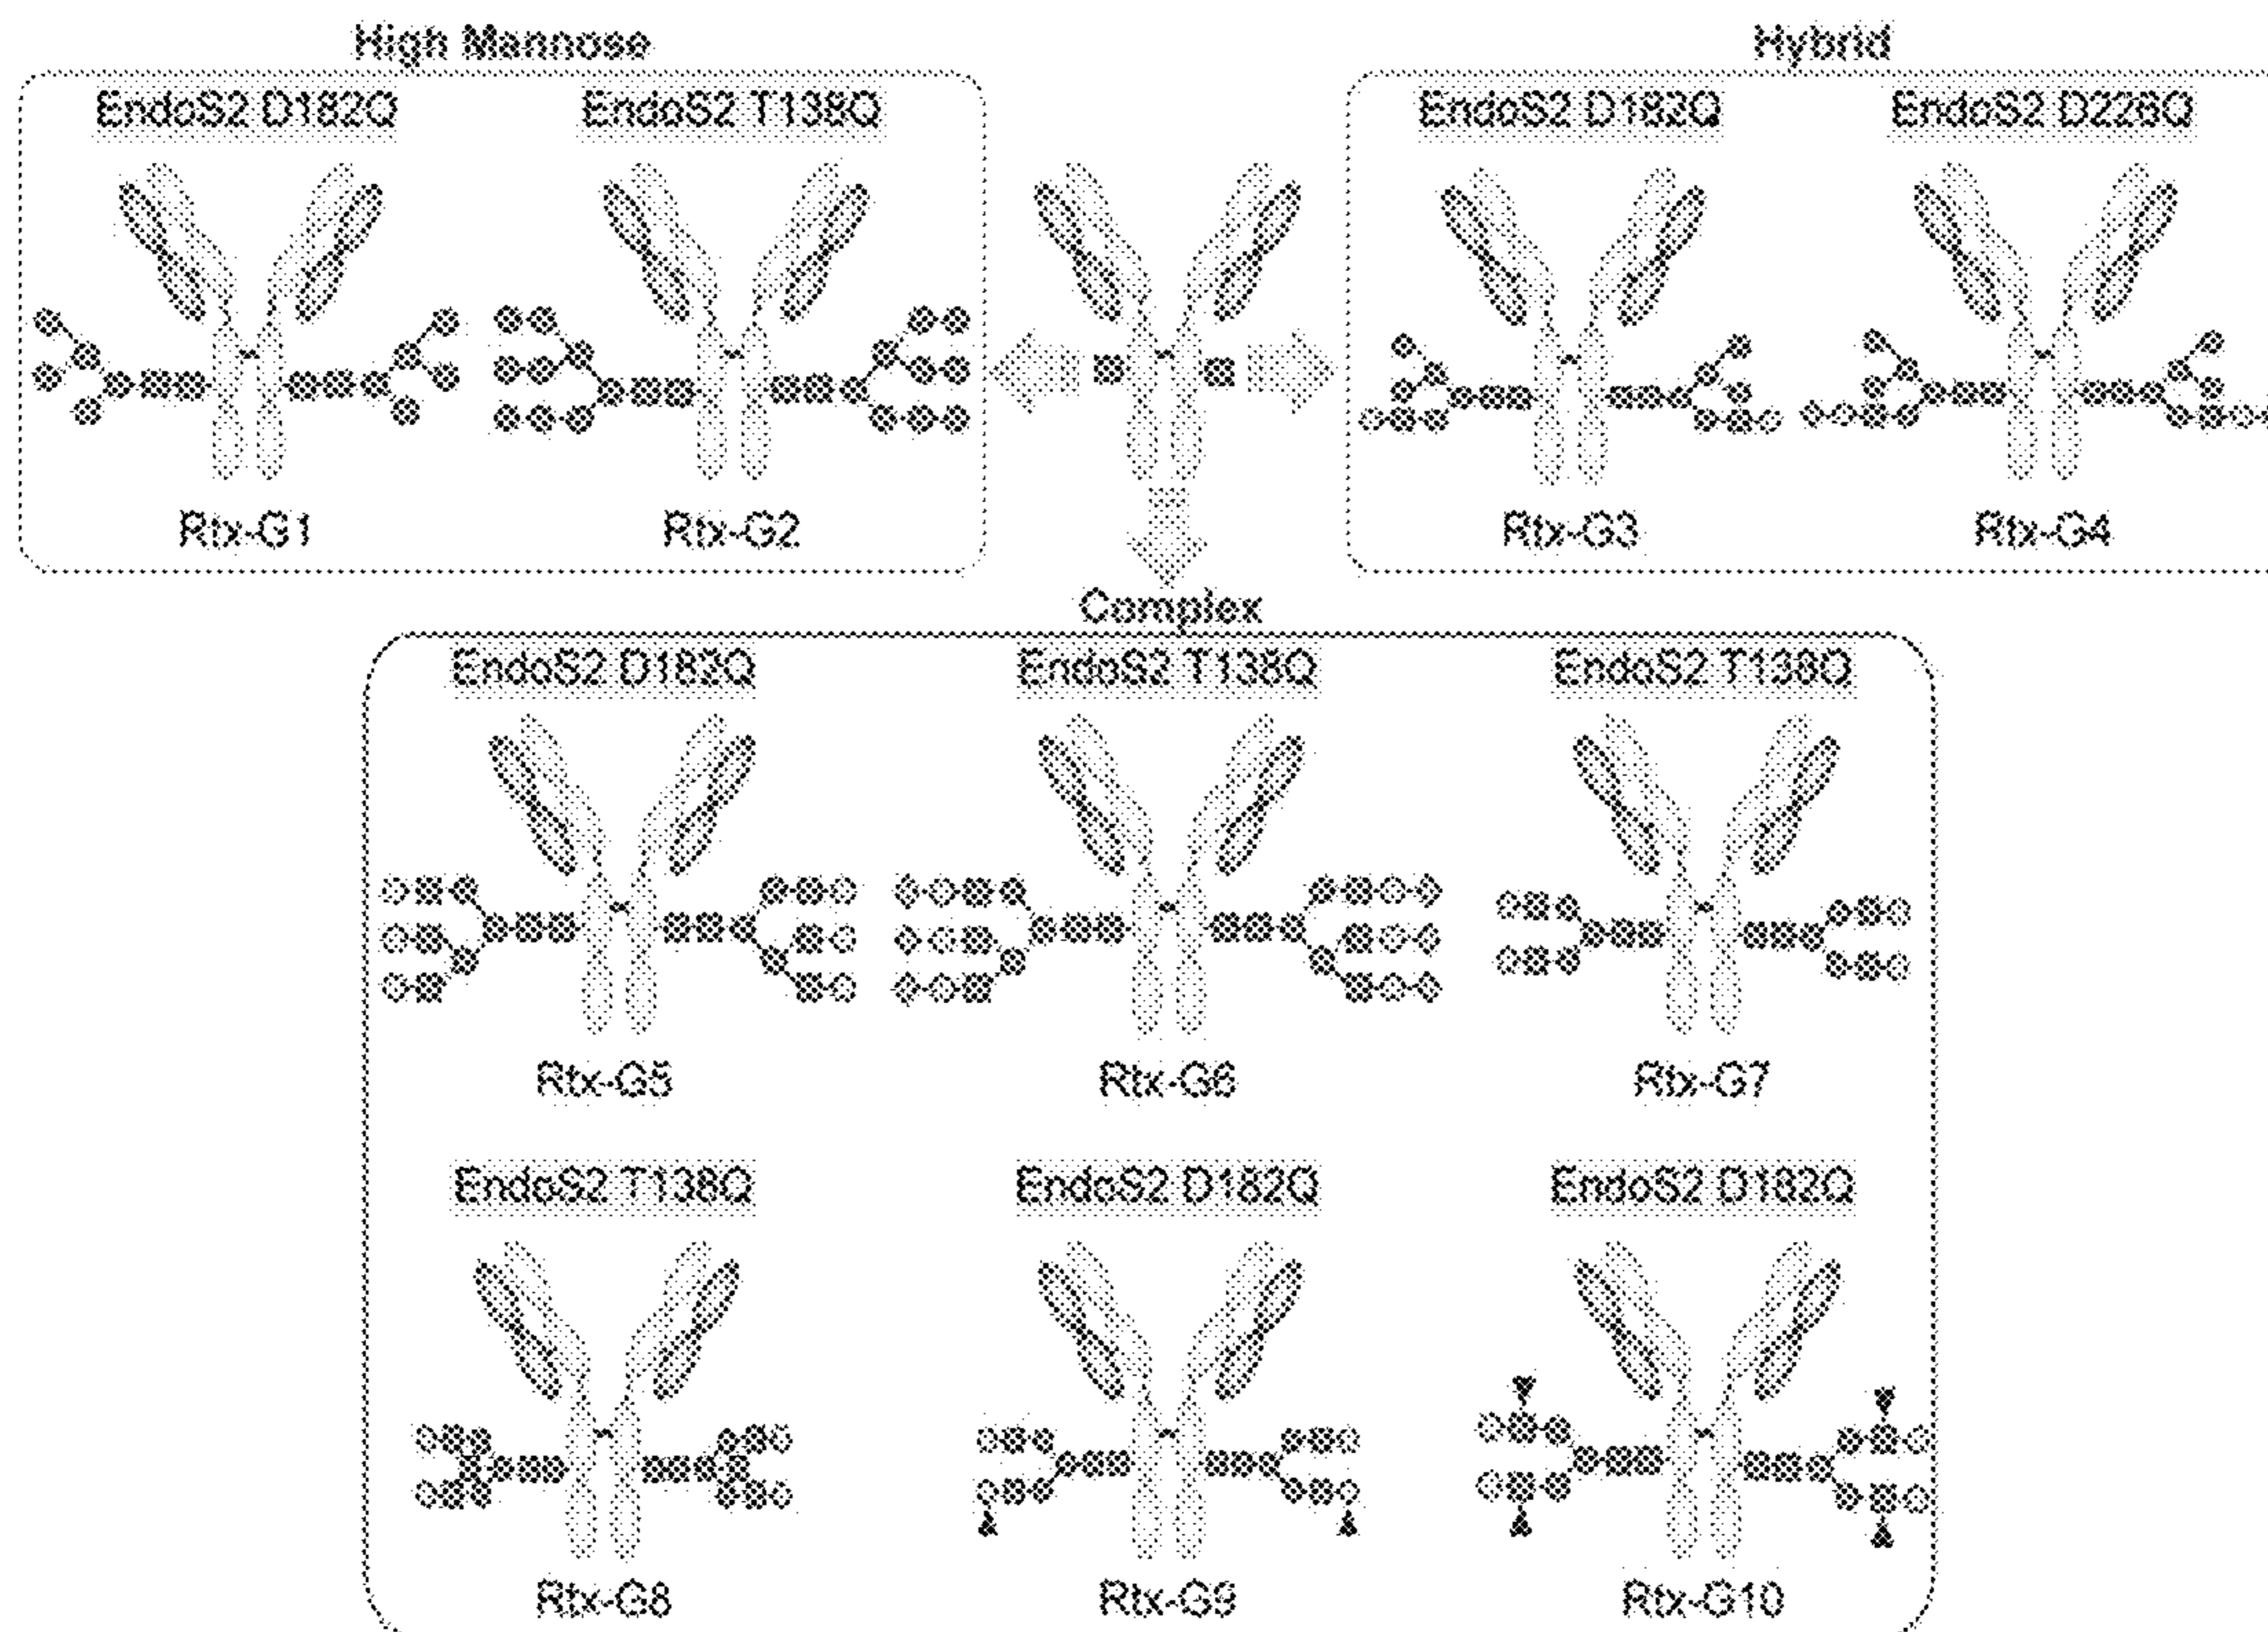 High Mannose
Hybrid
EndoS2 D182Q
EndoS2 T138Q
EndoS2 D182Q
EndoS2 D226Q
Rtx-G1
Rtx-G2
Rtx-G3
Rtx-G4
Complex
EndoS2 D182Q
EndoS2 T138Q
EndoS2 T138Q
Rtx-G5
Rtx-G6
Rtx-G7
EndoS2 T138Q
EndoS2 D182Q
EndoS2 D182Q
Rtx-G8
Rtx-G9
Rtx-G10